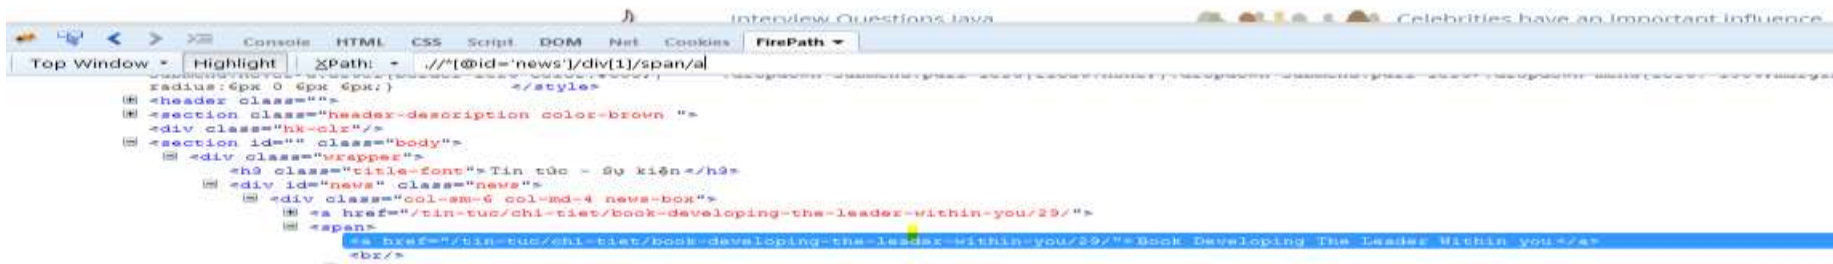 Interview Questions Java
Celebrities have an important influence
Console HTML CSS Script DOM Net Cookies FirePath
Top Window Highlight XPath: .//*[@id='news']/div[1]/span/a
radius:6px 0 6px 6px;} </style>
<header class="">
<section class="header-description color-brown ">
<div class="hk-clr"/>
<section id="" class="body">
<div class="wrapper">
<h3 class="title-font">Tin tức - Sự kiện</h3>
<div id="news" class="news">
<div class="col-sm-6 col-md-4 news-box">
<a href="/tin-tuc/chi-tiet/book-developing-the-leader-within-you/29/">
<span>
<a href="/tin-tuc/chi-tiet/book-developing-the-leader-within-you/29/">Book Developing The Leader Within you</a>
<br/>